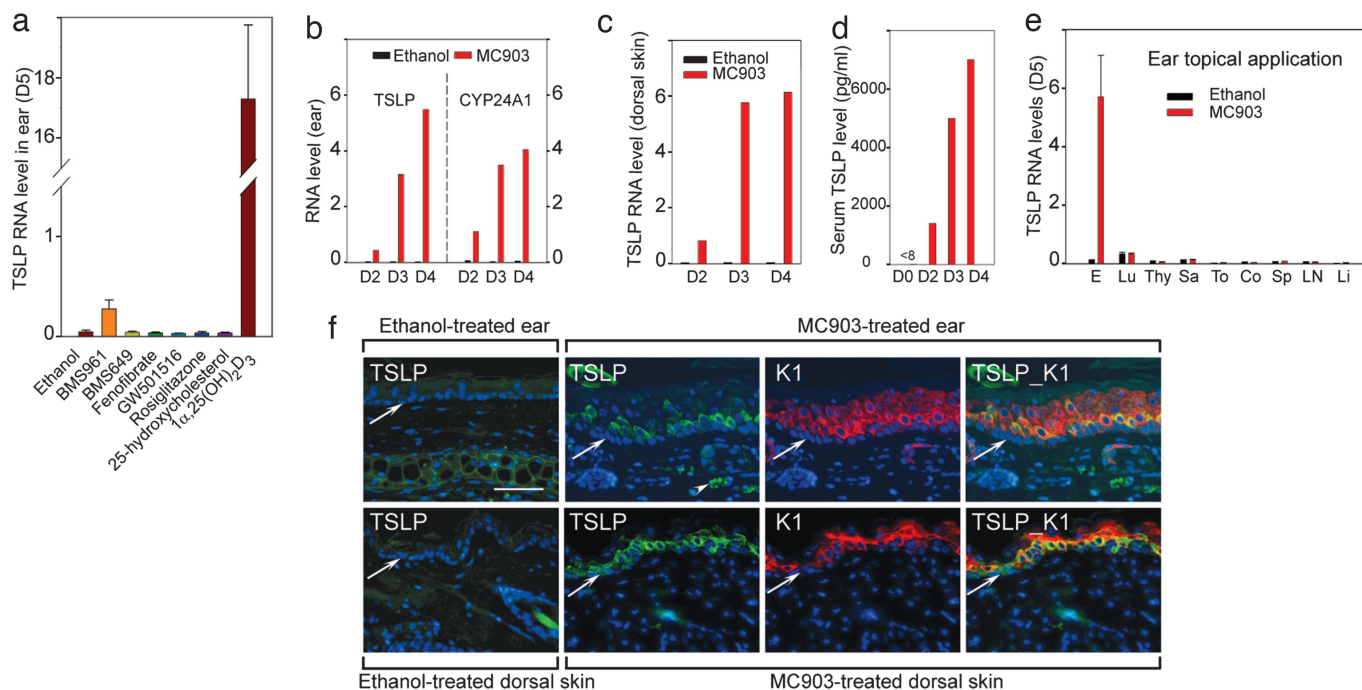 a
TSLP RNA level in ear (D5)
18
16
1
0
Ethanol
BMS961
BMS649
Fenofibrate
GW501516
Rosiglitazone
25-hydroxycholesterol
1α,25(OH)2D3
b
RNA level (ear)
Ethanol MC903
TSLP CYP24A1
6 6
4 4
2 2
0 0
D2 D3 D4 D2 D3 D4
c
TSLP RNA level (dorsal skin)
Ethanol
MC903
6
4
2
0
D2 D3 D4
d
Serum TSLP level (pg/ml)
6000
4000
2000
0
<8
D0 D2 D3 D4
e
TSLP RNA levels (D5)
Ear topical application
Ethanol
MC903
8
6
4
2
0
E Lu Thy Sa To Co Sp LN Li
f
Ethanol-treated ear MC903-treated ear
TSLP TSLP K1 TSLP_K1
TSLP TSLP K1 TSLP_K1
Ethanol-treated dorsal skin MC903-treated dorsal skin